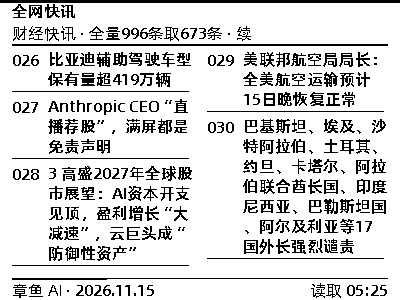 全网快讯
财经快讯 · 全量996条取673条 · 续
026 比亚迪辅助驾驶车型
保有量超419万辆
027 Anthropic CEO“直
播荐股”，满屏都是
免责声明
028 3 高盛2027年全球股
市展望：AI资本开支
见顶，盈利增长“大
减速”，云巨头成“
防御性资产”
029 美联邦航空局局长：
全美航空运输预计
15日晚恢复正常
030 巴基斯坦、埃及、沙
特阿拉伯、土耳其、
约旦、卡塔尔、阿拉
伯联合酋长国、印度
尼西亚、巴勒斯坦国
、阿尔及利亚等17
国外长强烈谴责
章鱼 AI · 2026.11.15
读取 05:25